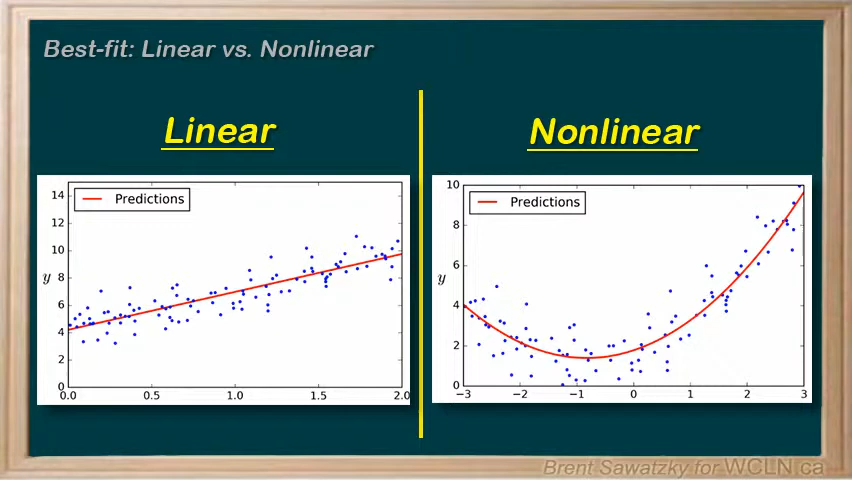 Best-fit: Linear vs. Nonlinear
Linear
Nonlinear
14
12
10
8
6
4
2
0
y
Predictions
0.0 0.5 1.0 1.5 2.0
10
8
6
4
2
0
y
Predictions
−3 −2 −1 0 1 2 3
Brent Sawatzky for WCLN.ca